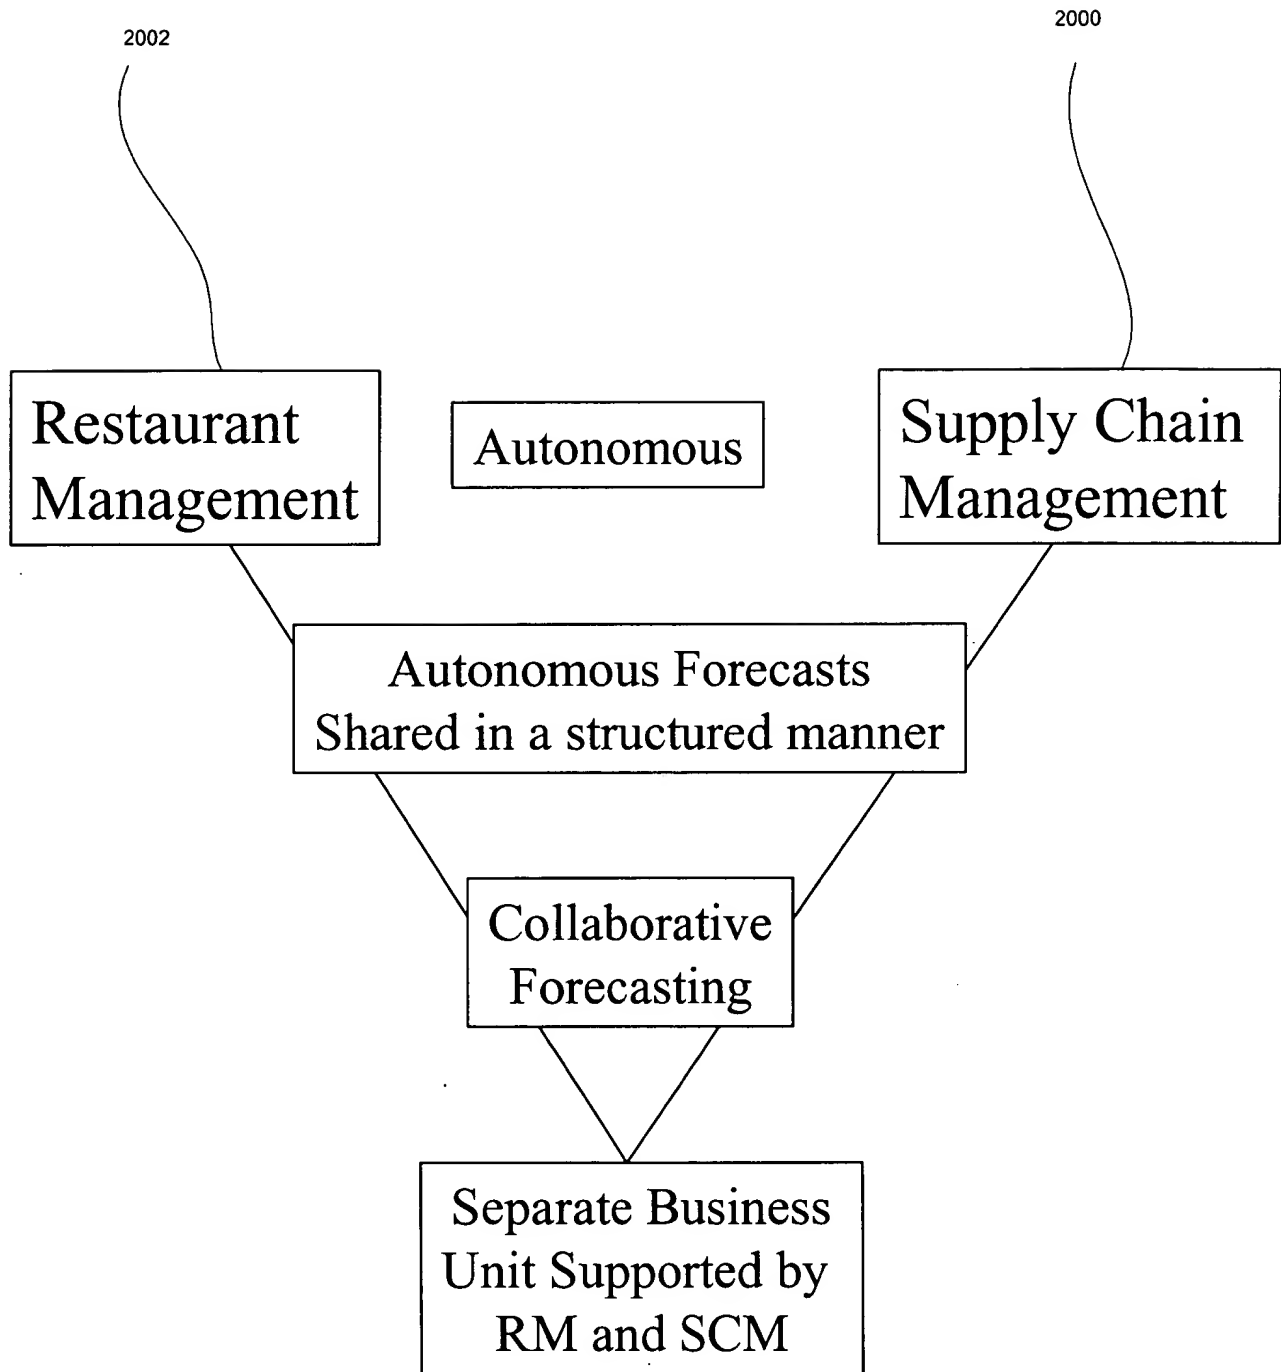 2002
2000
Restaurant
Management
Autonomous
Supply Chain
Management
Autonomous Forecasts
Shared in a structured manner
Collaborative
Forecasting
Separate Business
Unit Supported by
RM and SCM